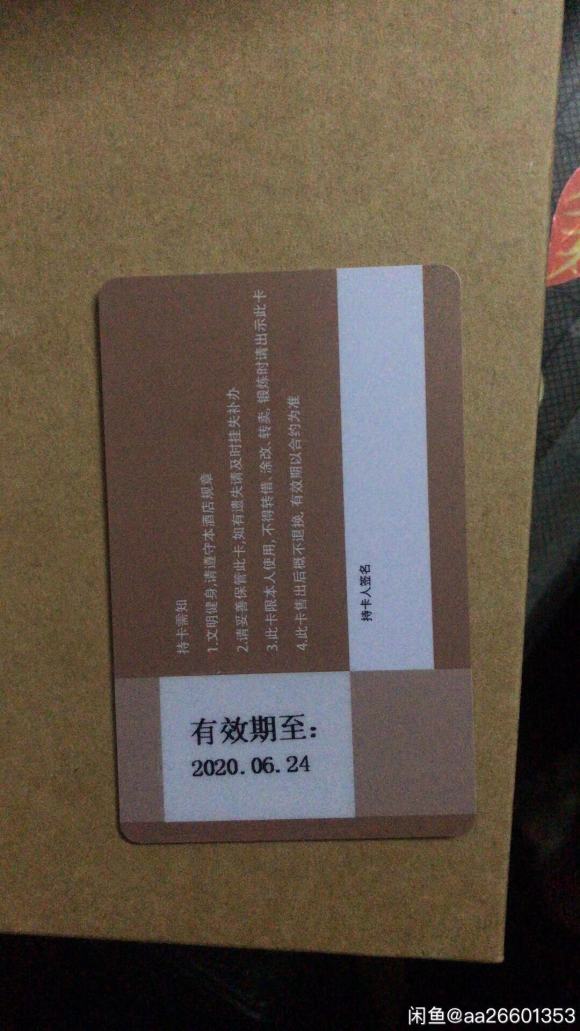 持卡需知
1.文明健身,请遵守本酒店规章
2.请妥善保管此卡,如有遗失请及时挂失补办
3.此卡限本人使用,不得转借、涂改、转卖,锻炼时请出示此卡
4.此卡售出后概不退换,有效期以合约为准
持卡人签名
有效期至:
2020.06.24
闲鱼@aa26601353